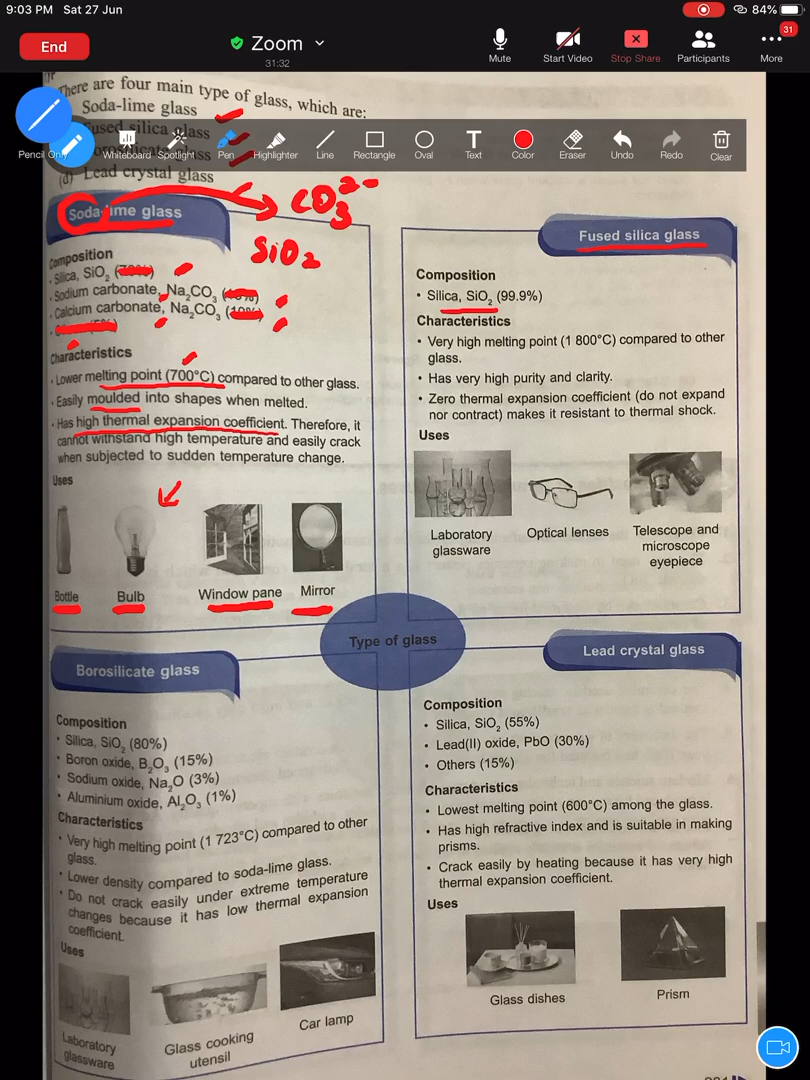 9:03 PM Sat 27 Jun
84%
End
Zoom
31:32
Mute
Start Video
Stop Share
Participants
31
More
There are four main type of glass, which are:
Soda-lime glass
Fused silica glass
Pencil Only
Whiteboard
Spotlight
Pen
Highlighter
Line
Rectangle
Oval
Text
Color
Eraser
Undo
Redo
Clear
(d) Lead crystal glass
CO₃²⁻
SiO₂
Soda-lime glass
Composition
• Silica, SiO₂
• Sodium carbonate, Na₂CO₃
• Calcium carbonate, Na₂CO₃
Characteristics
• Lower melting point (700°C) compared to other glass.
• Easily moulded into shapes when melted.
• Has high thermal expansion coefficient. Therefore, it
cannot withstand high temperature and easily crack
when subjected to sudden temperature change.
Uses
Bottle
Bulb
Window pane
Mirror
Fused silica glass
Composition
• Silica, SiO₂ (99.9%)
Characteristics
• Very high melting point (1 800°C) compared to other
glass.
• Has very high purity and clarity.
• Zero thermal expansion coefficient (do not expand
nor contract) makes it resistant to thermal shock.
Uses
Laboratory
glassware
Optical lenses
Telescope and
microscope
eyepiece
Type of glass
Borosilicate glass
Composition
• Silica, SiO₂ (80%)
• Boron oxide, B₂O₃ (15%)
• Sodium oxide, Na₂O (3%)
• Aluminium oxide, Al₂O₃ (1%)
Characteristics
• Very high melting point (1 723°C) compared to other
glass.
• Lower density compared to soda-lime glass.
• Do not crack easily under extreme temperature
changes because it has low thermal expansion
coefficient.
Uses
Laboratory
glassware
Glass cooking
utensil
Car lamp
Lead crystal glass
Composition
• Silica, SiO₂ (55%)
• Lead(II) oxide, PbO (30%)
• Others (15%)
Characteristics
• Lowest melting point (600°C) among the glass.
• Has high refractive index and is suitable in making
prisms.
• Crack easily by heating because it has very high
thermal expansion coefficient.
Uses
Glass dishes
Prism